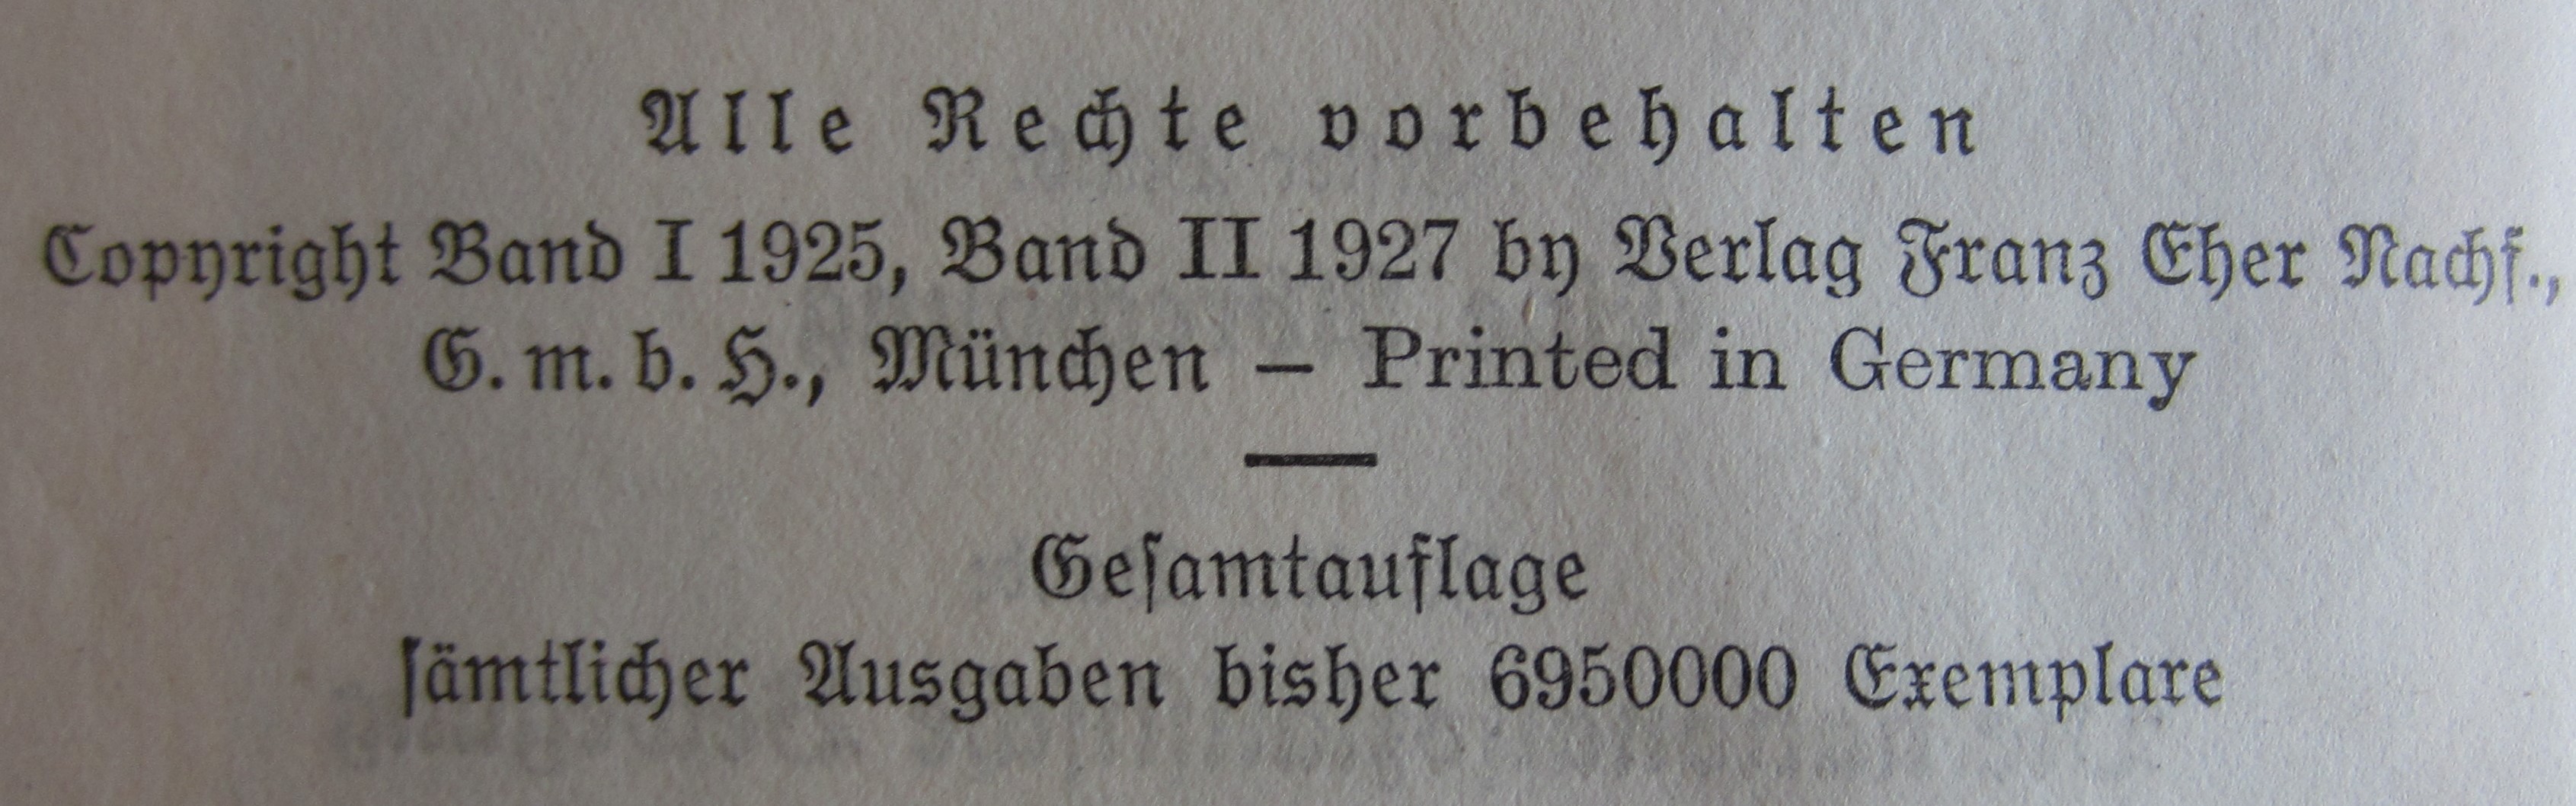 Alle Rechte vorbehalten
Copyright Band I 1925, Band II 1927 by Verlag Franz Eher Nachf.,
G. m. b. H., München – Printed in Germany
Geſamtauflage
ſämtlicher Ausgaben bisher 6950000 Exemplare